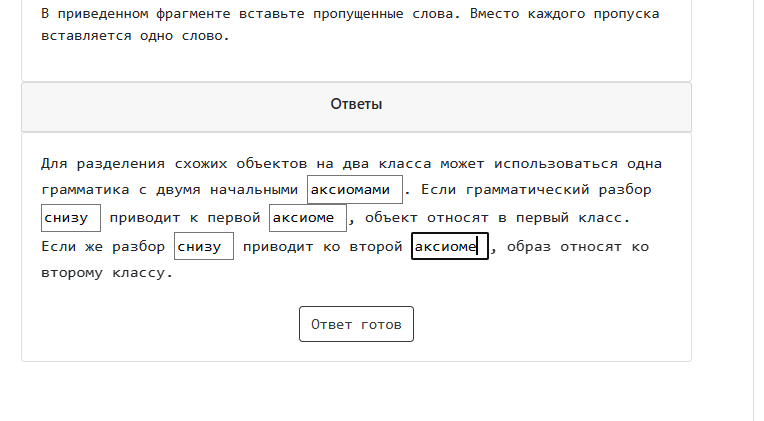 В приведенном фрагменте вставьте пропущенные слова. Вместо каждого пропуска
вставляется одно слово.
Ответы
Для разделения схожих объектов на два класса может использоваться одна
грамматика с двумя начальными аксиомами . Если грамматический разбор
снизу приводит к первой аксиоме , объект относят в первый класс.
Если же разбор снизу приводит ко второй аксиоме , образ относят ко
второму классу.
Ответ готов